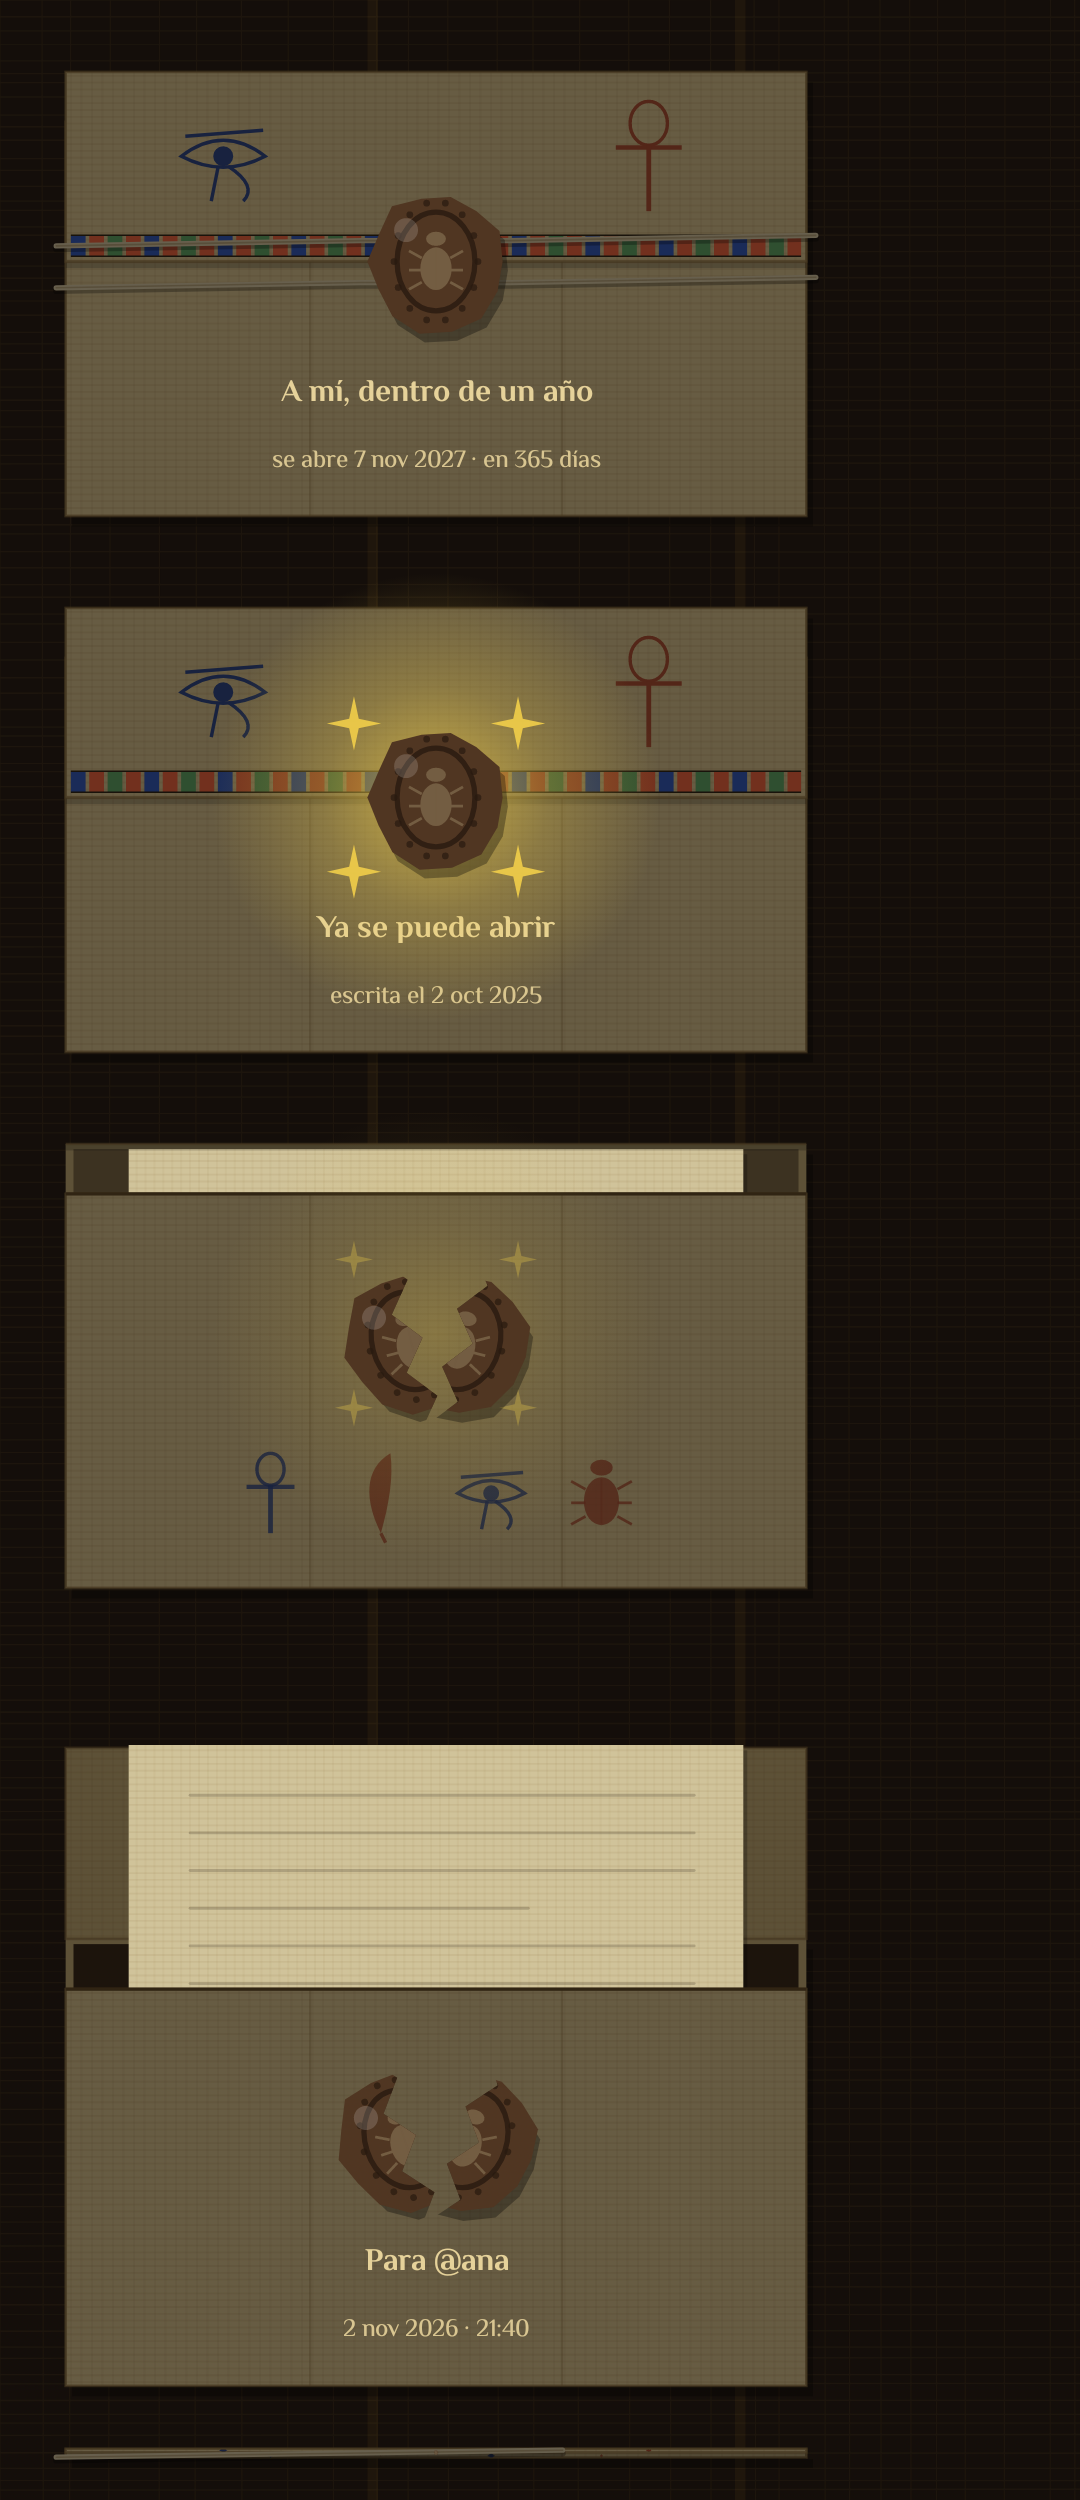 A mí, dentro de un año
se abre 7 nov 2027 · en 365 días
Ya se puede abrir
escrita el 2 oct 2025
Para @ana
2 nov 2026 · 21:40